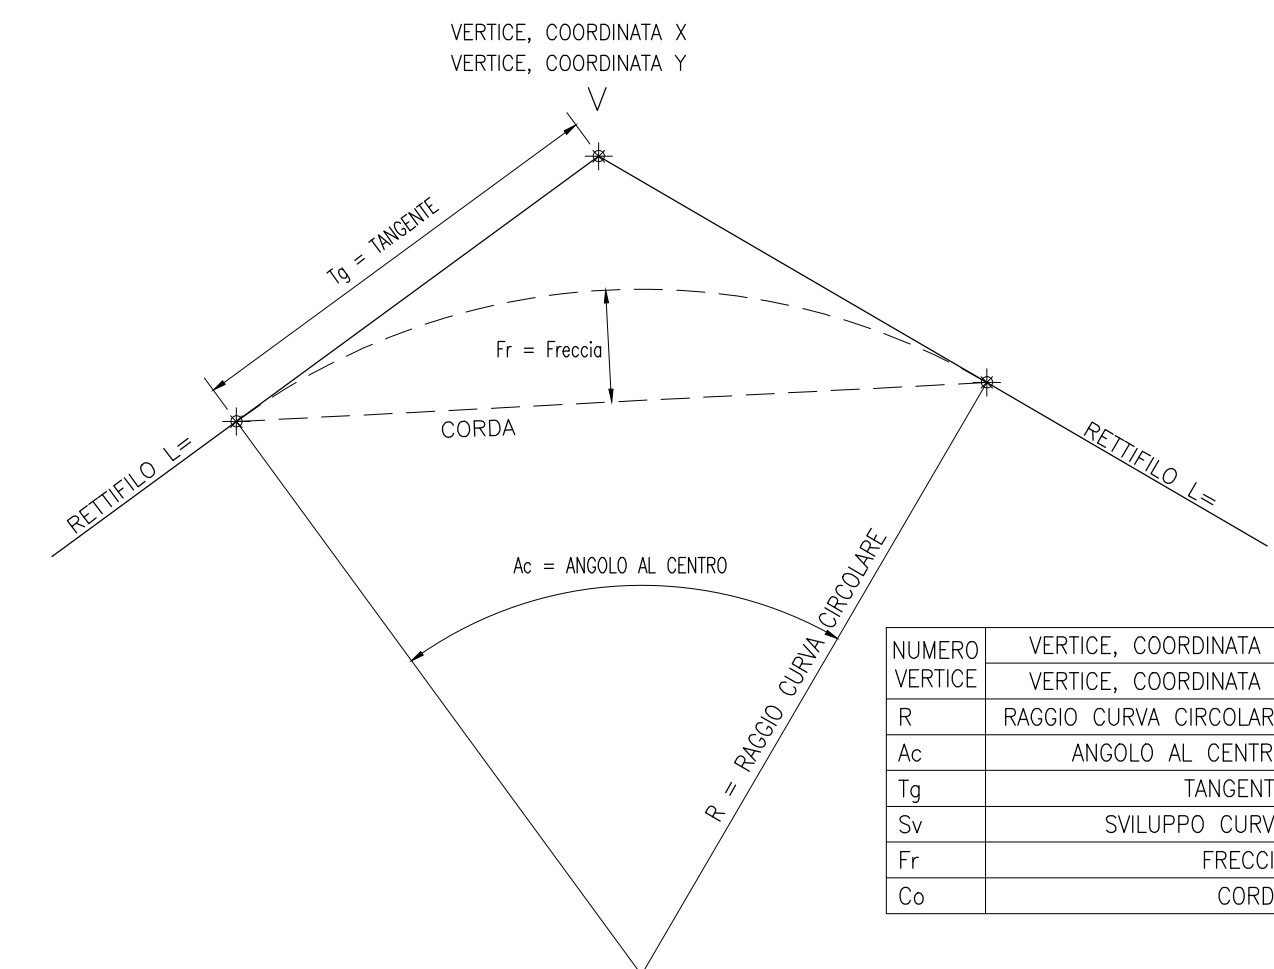 VERTICE, COORDINATA X
VERTICE, COORDINATA Y
V
Tg = TANGENTE
Fr = Freccia
CORDA
RETTIFILO L=
RETTIFILO L=
Ac = ANGOLO AL CENTRO
R = RAGGIO CURVA CIRCOLARE
NUMERO VERTICE
VERTICE, COORDINATA
VERTICE, COORDINATA
R RAGGIO CURVA CIRCOLAR
Ac ANGOLO AL CENTR
Tg TANGENT
Sv SVILUPPO CURV
Fr FRECCI
Co CORD